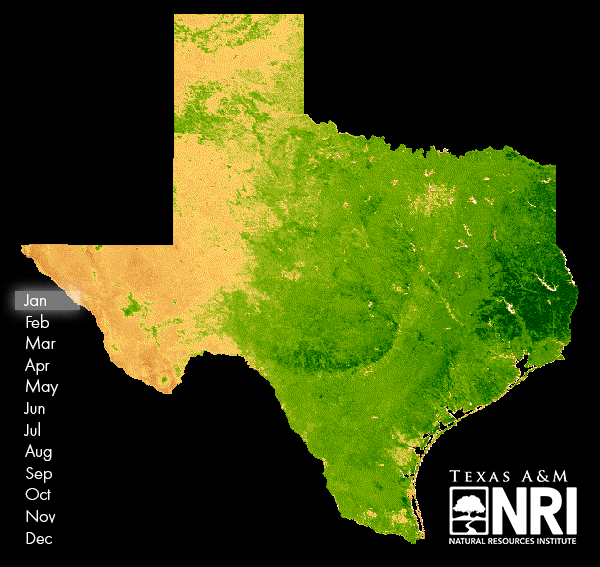 Jan
Feb
Mar
Apr
May
Jun
Jul
Aug
Sep
Oct
Nov
Dec
TEXAS A&M
NRI
NATURAL RESOURCES INSTITUTE